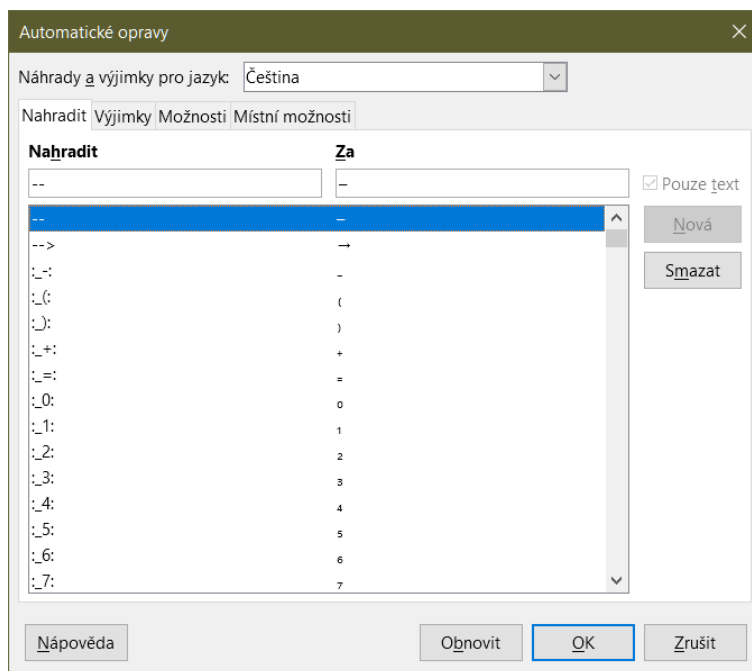 Automatické opravy
Náhrady a výjimky pro jazyk: Čeština
Nahradit Výjimky Možnosti Místní možnosti
Nahradit Za
-- – Pouze text
-- –
--> →
:_-: ₋
:_(: ₍
:_): ₎
:_+: ₊
:_=: ₌
:_0: ₀
:_1: ₁
:_2: ₂
:_3: ₃
:_4: ₄
:_5: ₅
:_6: ₆
:_7: ₇
Nová
Smazat
Nápověda Obnovit OK Zrušit